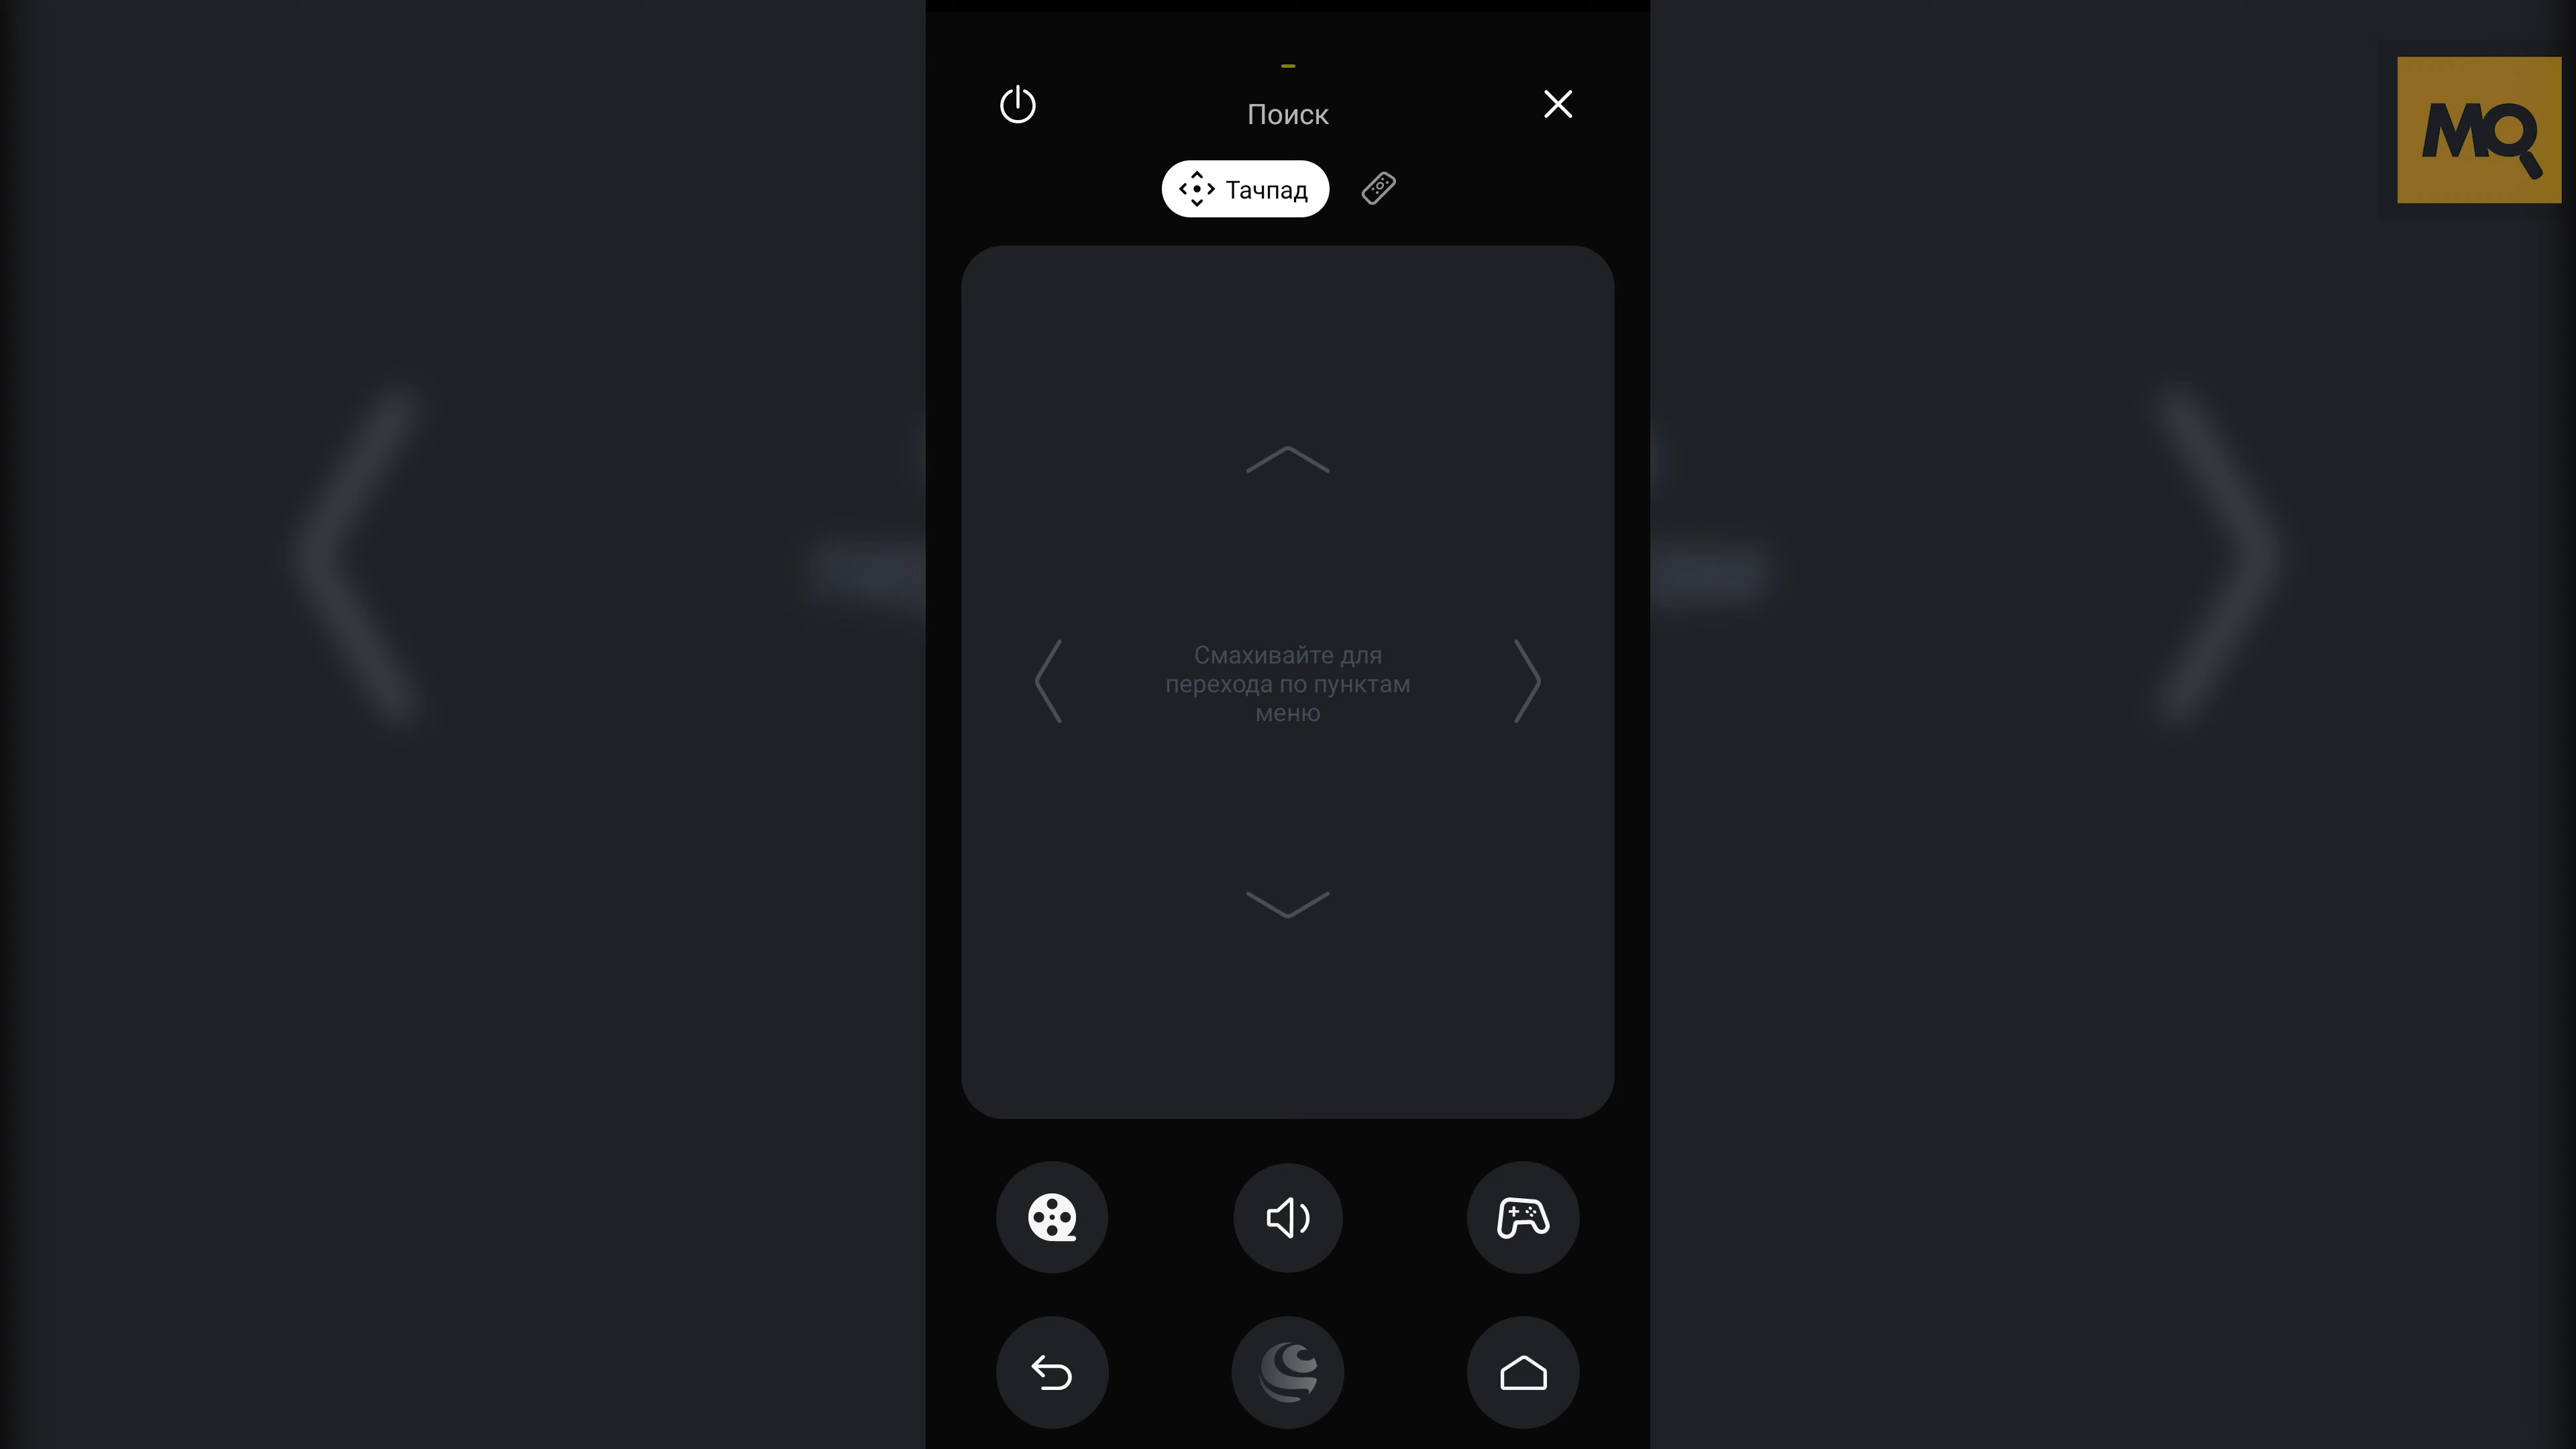 Поиск
Тачпад
Смахивайте для
перехода по пунктам
меню
MQ